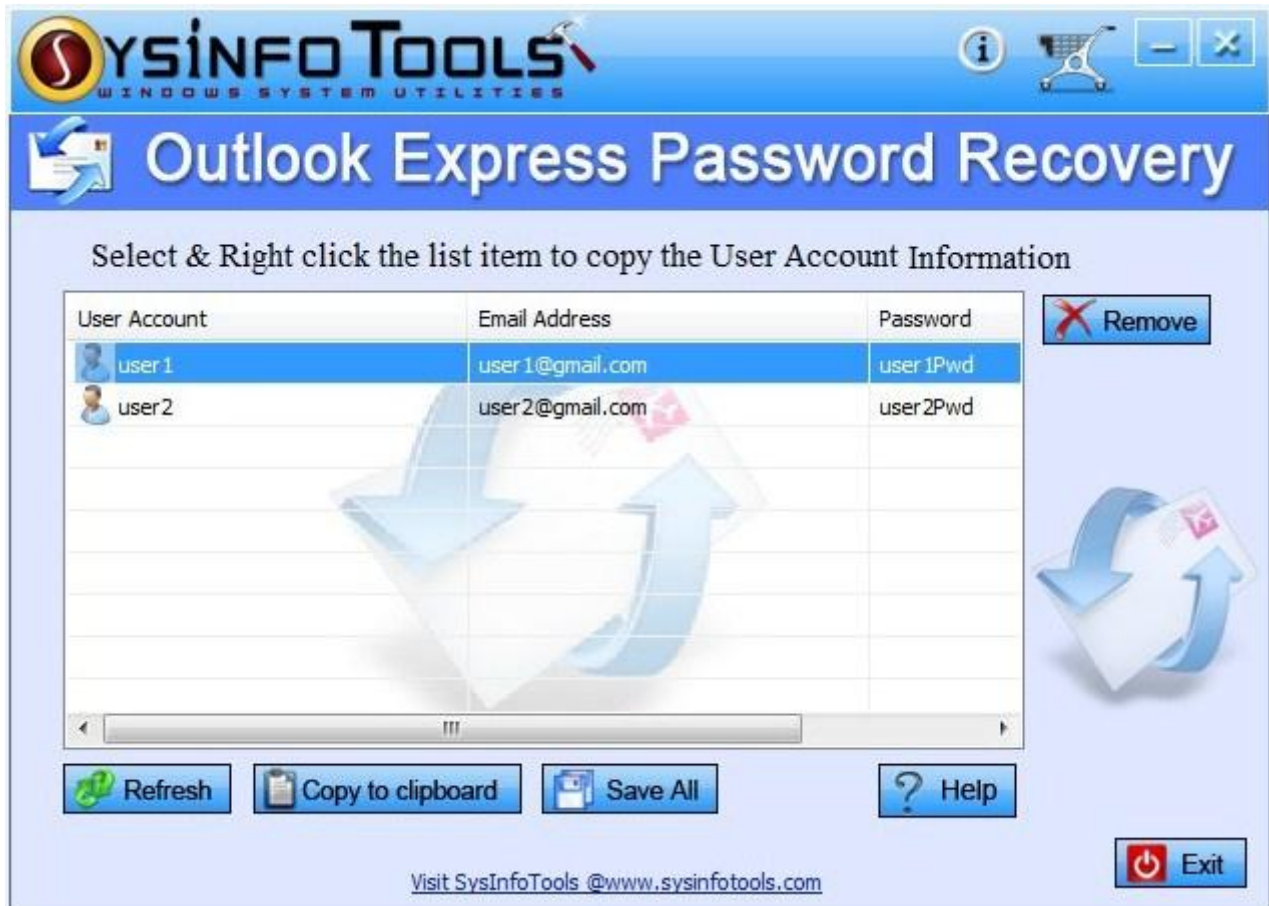 SYSINFOTOOLS
WINDOWS SYSTEM UTILITIES
Outlook Express Password Recovery
Select & Right click the list item to copy the User Account Information
User Account Email Address Password
Remove
user1 user1@gmail.com user1Pwd
user2 user2@gmail.com user2Pwd
Refresh Copy to clipboard Save All Help
Exit
Visit SysInfoTools @www.sysinfotools.com